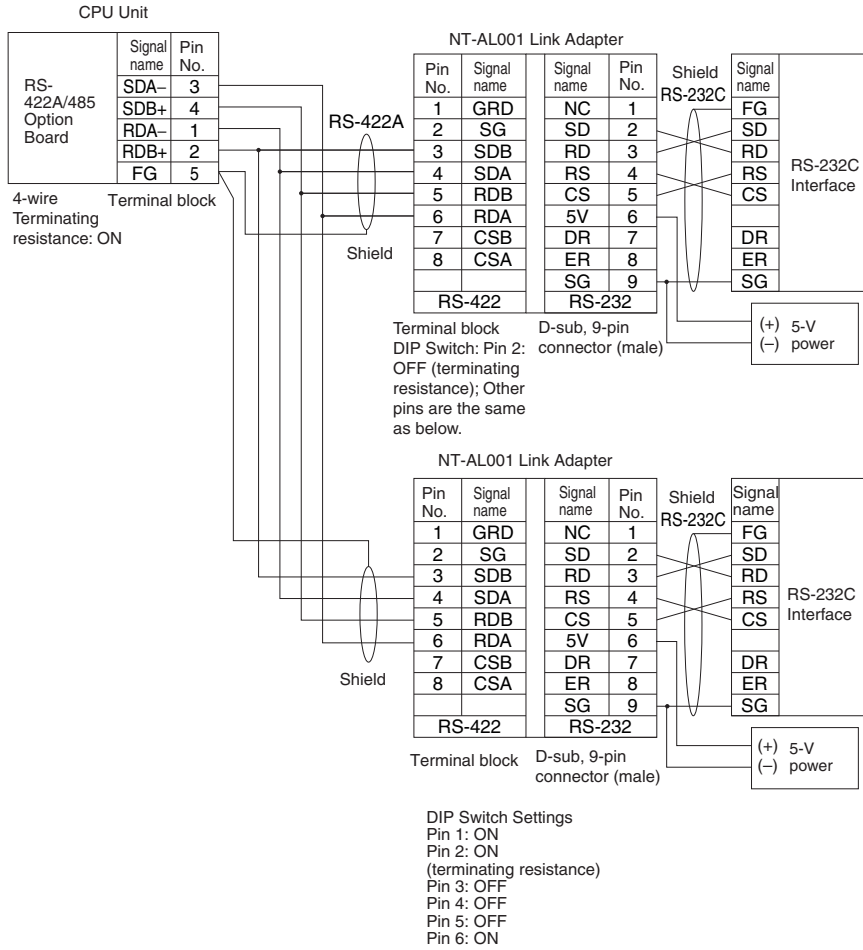 CPU Unit
Signal name Pin No.
RS-422A/485 Option Board
SDA– 3
SDB+ 4
RDA– 1
RDB+ 2
FG 5
4-wire
Terminating
resistance: ON
Terminal block
RS-422A
Shield
NT-AL001 Link Adapter
Pin No. Signal name Signal name Pin No.
1 GRD NC 1
2 SG SD 2
3 SDB RD 3
4 SDA RS 4
5 RDB CS 5
6 RDA 5V 6
7 CSB DR 7
8 CSA ER 8
SG 9
RS-422 RS-232
Shield
RS-232C
Signal name
FG
SD
RD
RS
CS
DR
ER
SG
RS-232C
Interface
(+) 5-V
(–) power
Terminal block
DIP Switch: Pin 2:
OFF (terminating
resistance); Other
pins are the same
as below.
D-sub, 9-pin
connector (male)
NT-AL001 Link Adapter
Pin No. Signal name Signal name Pin No.
1 GRD NC 1
2 SG SD 2
3 SDB RD 3
4 SDA RS 4
5 RDB CS 5
6 RDA 5V 6
7 CSB DR 7
8 CSA ER 8
SG 9
RS-422 RS-232
Shield
Shield
RS-232C
Signal name
FG
SD
RD
RS
CS
DR
ER
SG
RS-232C
Interface
(+) 5-V
(–) power
Terminal block
D-sub, 9-pin
connector (male)
DIP Switch Settings
Pin 1: ON
Pin 2: ON
(terminating resistance)
Pin 3: OFF
Pin 4: OFF
Pin 5: OFF
Pin 6: ON